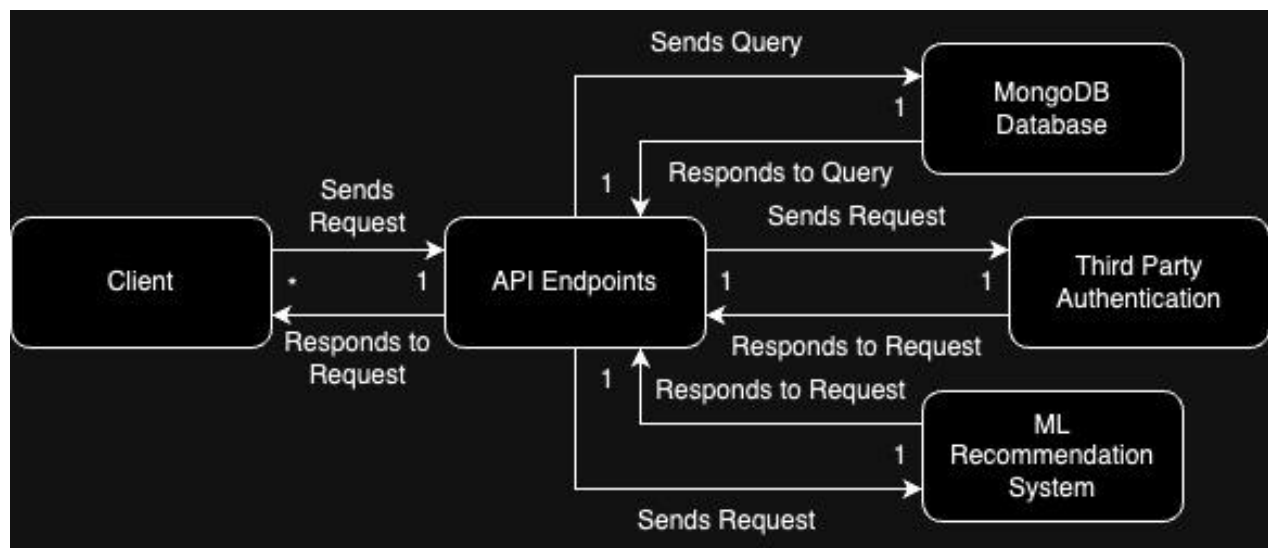 Sends Query
MongoDB
Database
1
Responds to Query
1
Sends
Request
Sends Request
Client
*
1
API Endpoints
1
1
Third Party
Authentication
Responds to
Request
Responds to Request
1
Responds to Request
ML
Recommendation
System
1
Sends Request